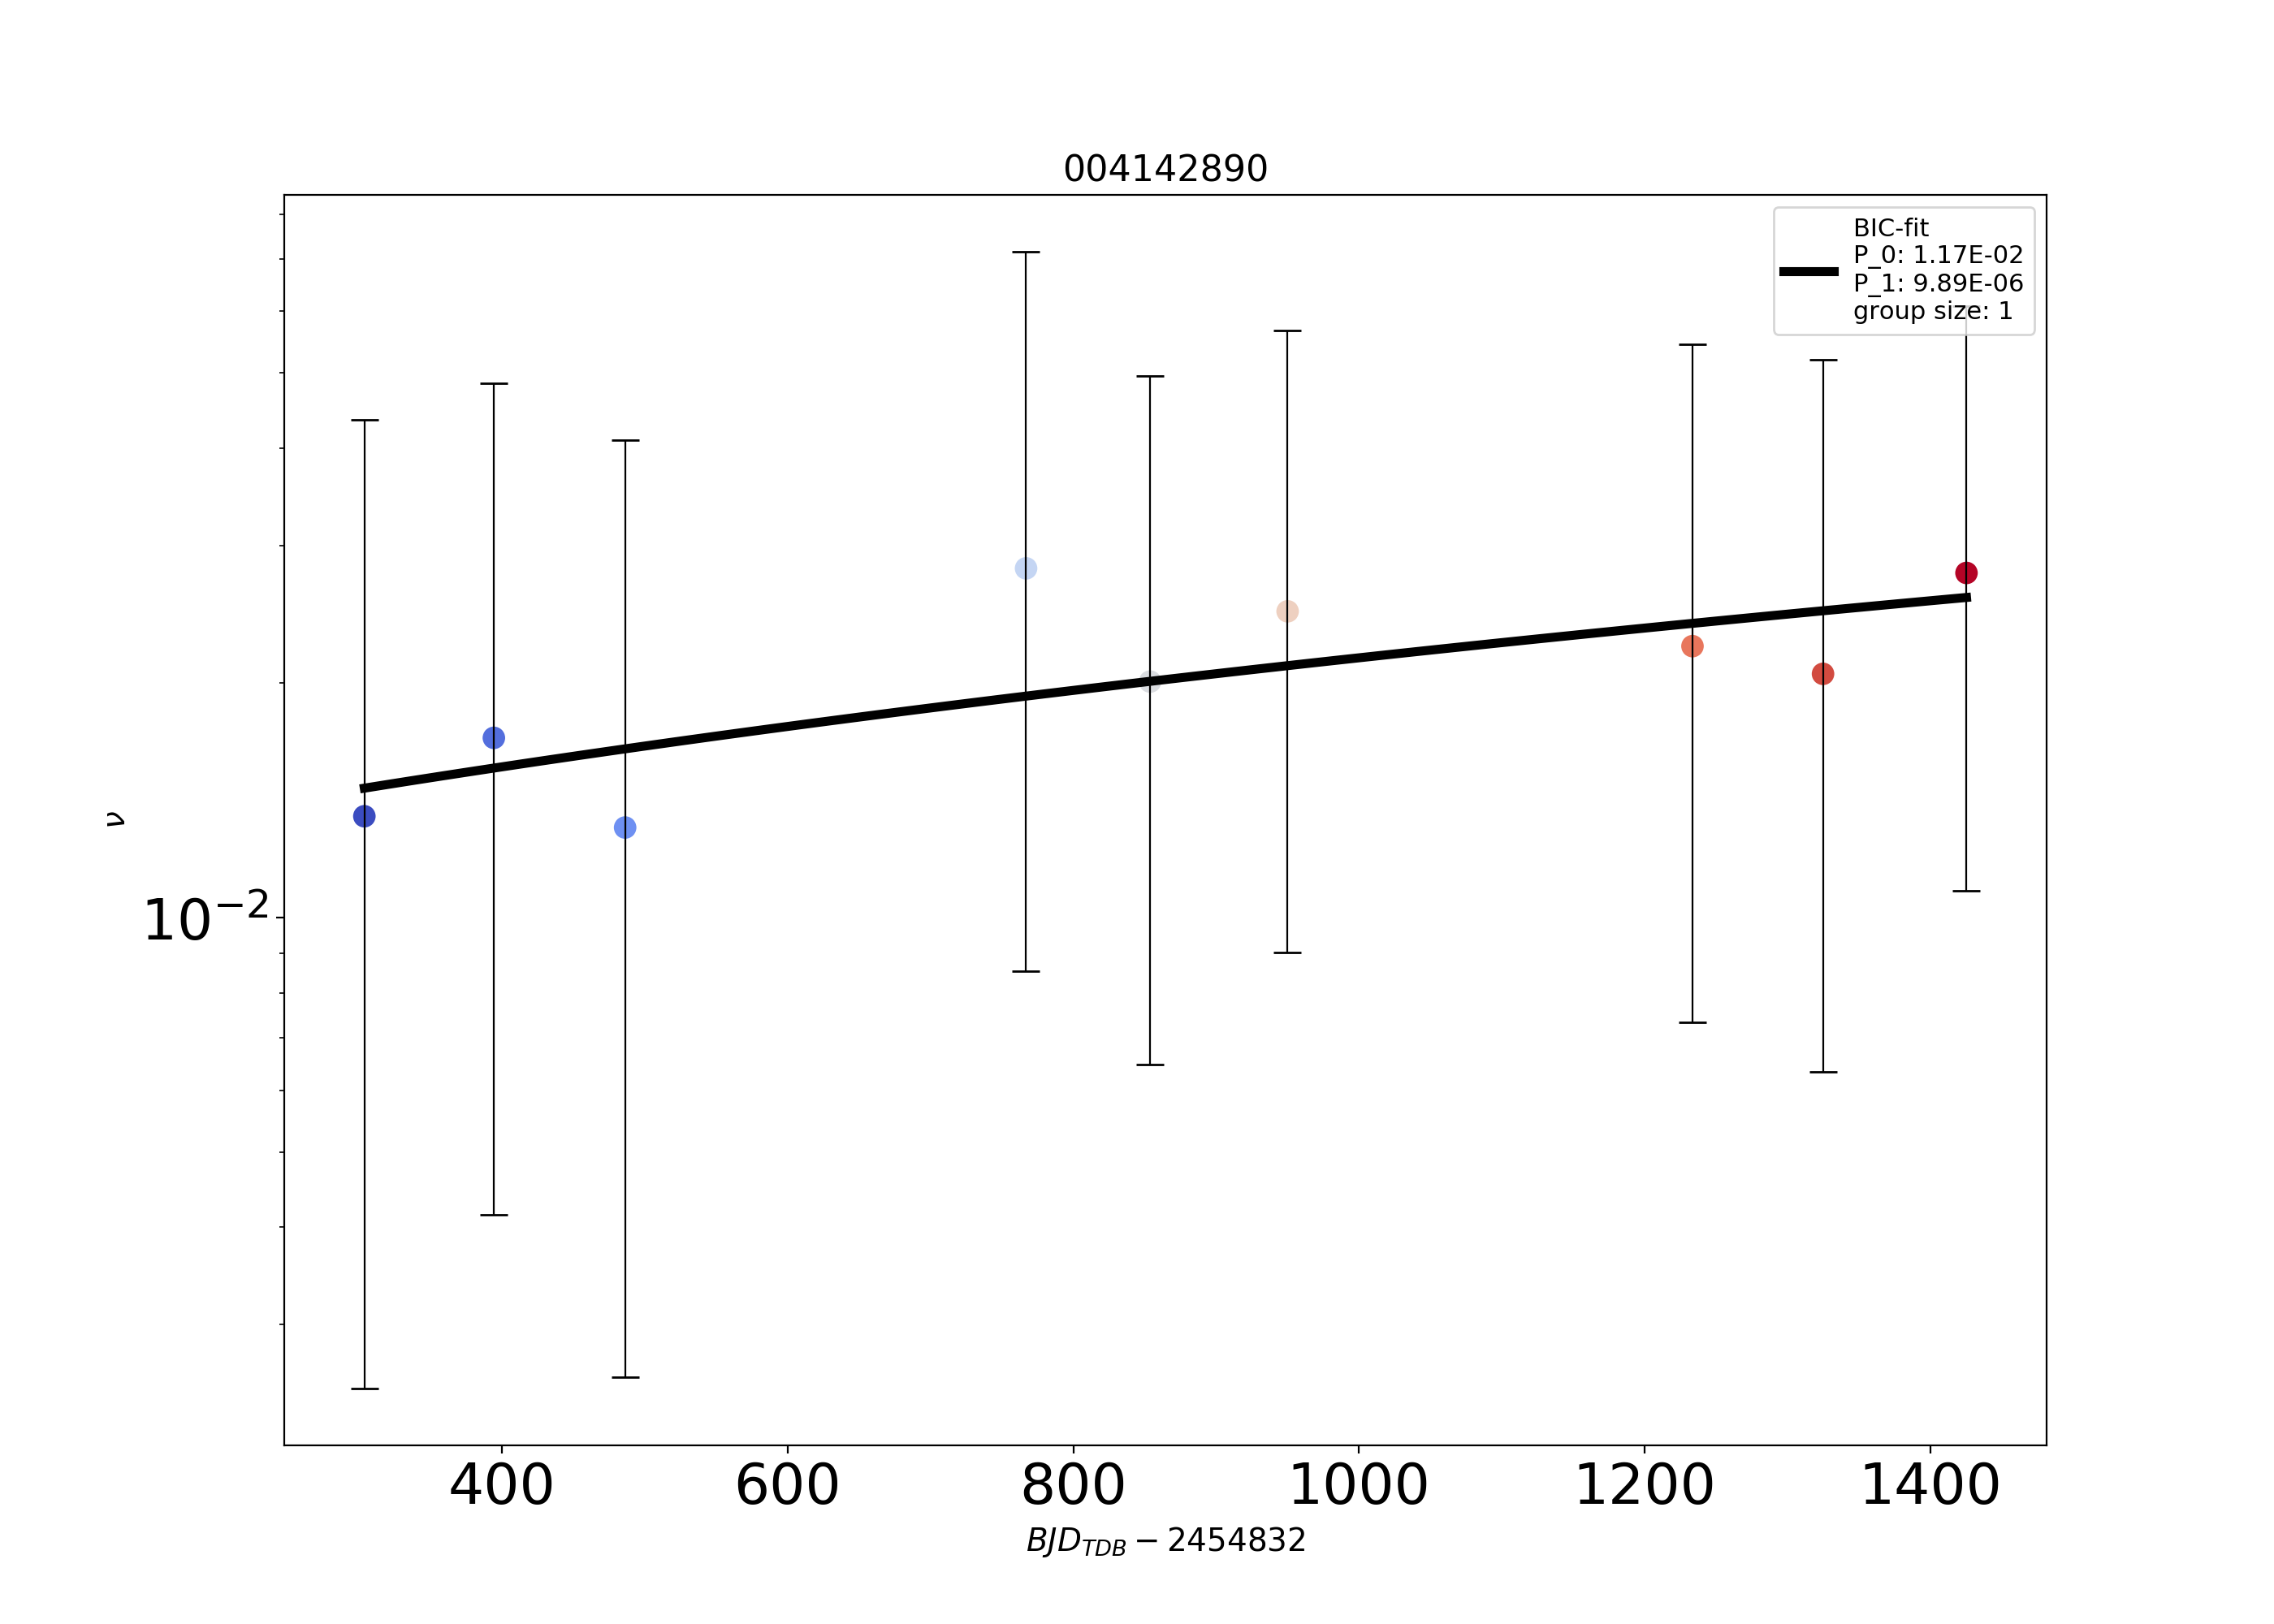 004142890
BIC-fit
P_0: 1.17E-02
P_1: 9.89E-06
group size: 1
ν
10⁻²
400 600 800 1000 1200 1400
BJD_TDB − 2454832